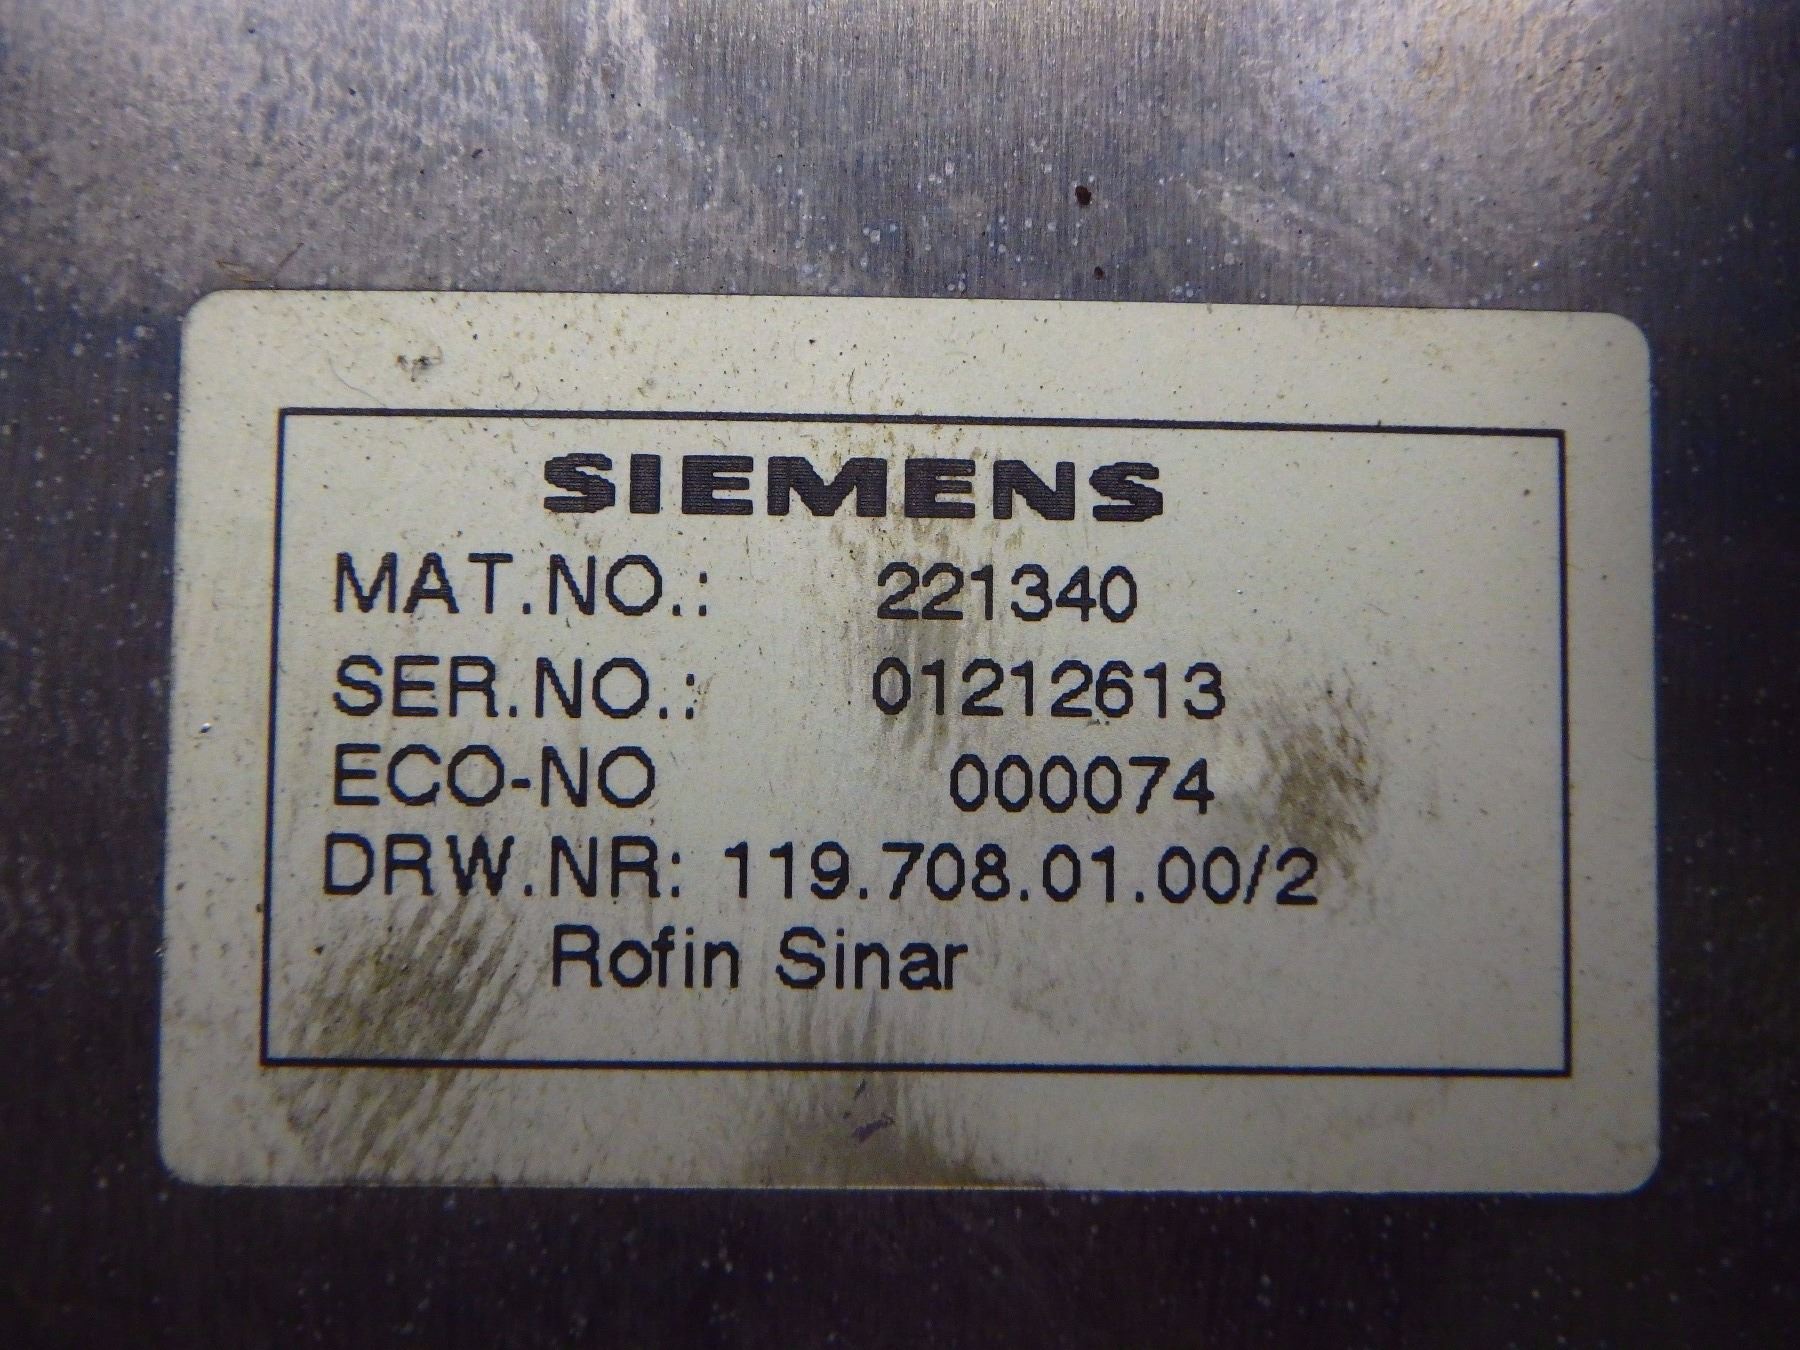 SIEMENS
MAT.NO.: 221340
SER.NO.: 01212613
ECO-NO 000074
DRW.NR: 119.708.01.00/2
Rofin Sinar